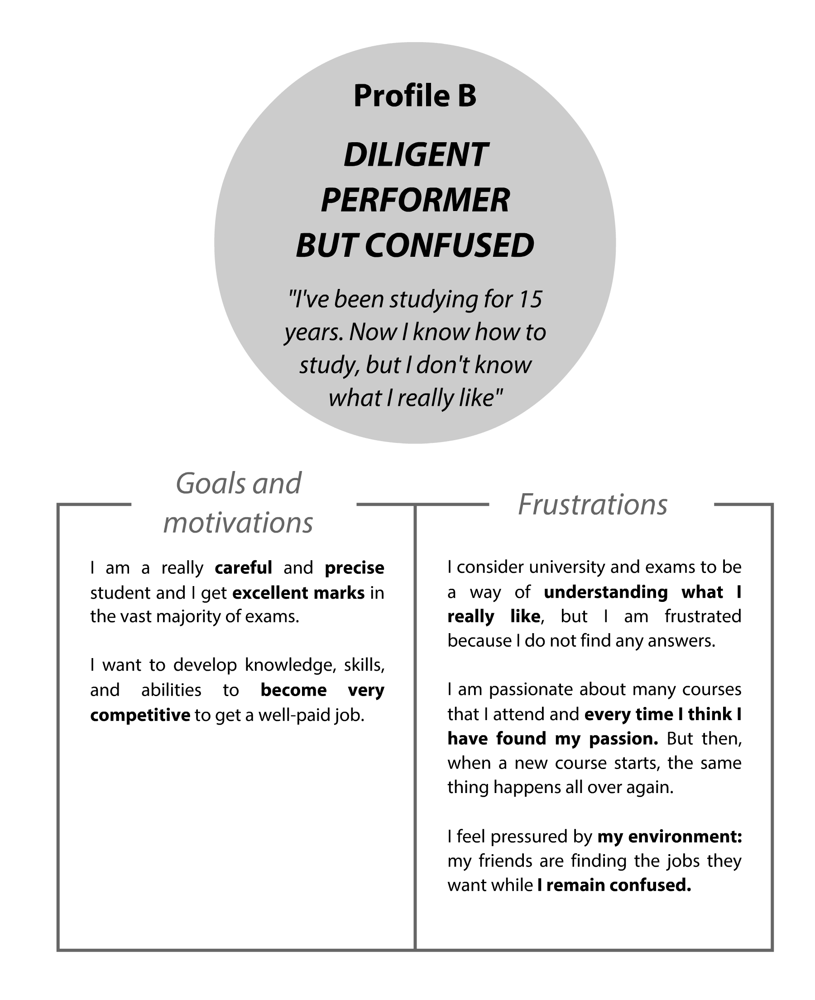 Profile B
DILIGENT
PERFORMER
BUT CONFUSED
"I've been studying for 15
years. Now I know how to
study, but I don't know
what I really like"
Goals and
motivations
I am a really careful and precise
student and I get excellent marks in
the vast majority of exams.
I want to develop knowledge, skills,
and abilities to become very
competitive to get a well-paid job.
Frustrations
I consider university and exams to be
a way of understanding what I
really like, but I am frustrated
because I do not find any answers.
I am passionate about many courses
that I attend and every time I think I
have found my passion. But then,
when a new course starts, the same
thing happens all over again.
I feel pressured by my environment:
my friends are finding the jobs they
want while I remain confused.